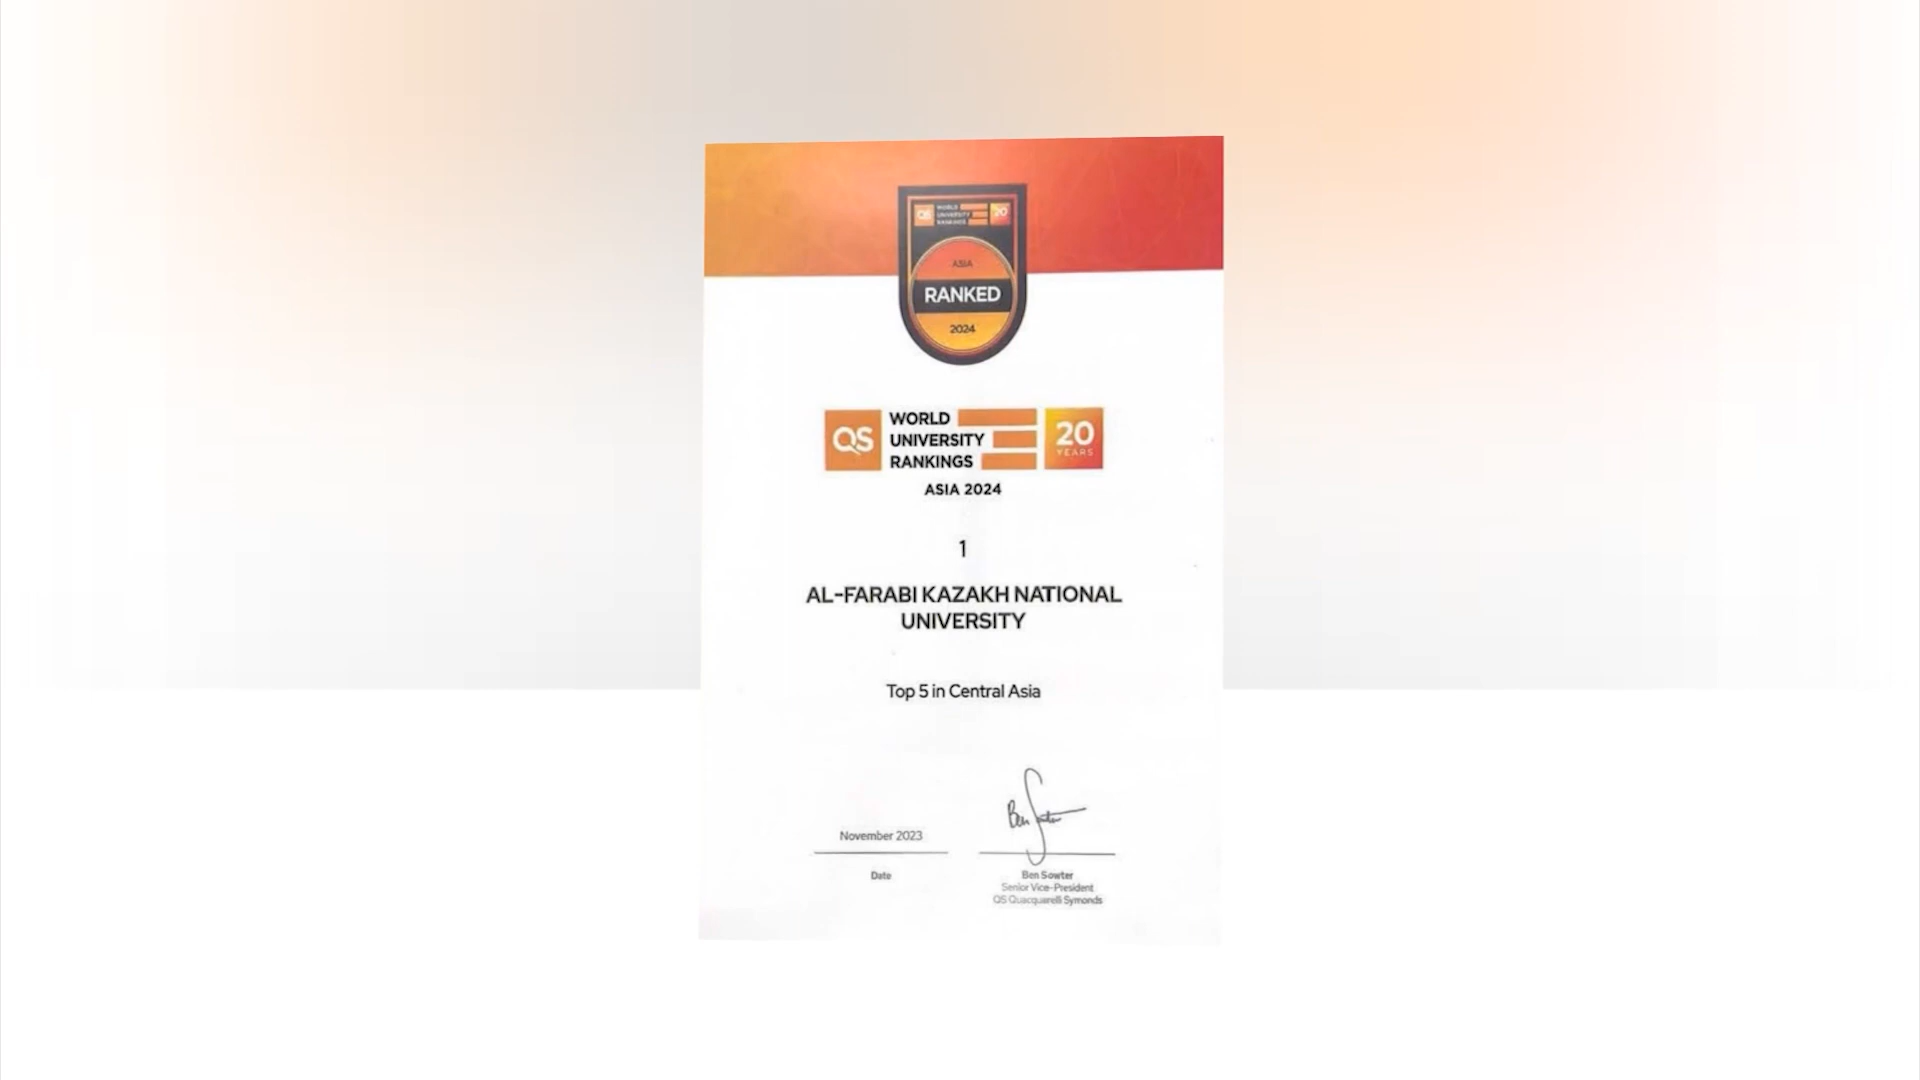 QS WORLD UNIVERSITY RANKINGS 20
ASIA
RANKED
2024
QS
WORLD
UNIVERSITY
RANKINGS
20
YEARS
ASIA 2024
1
AL-FARABI KAZAKH NATIONAL
UNIVERSITY
Top 5 in Central Asia
Ben Sowter
November 2023
Date
Ben Sowter
Senior Vice-President
QS Quacquarelli Symonds